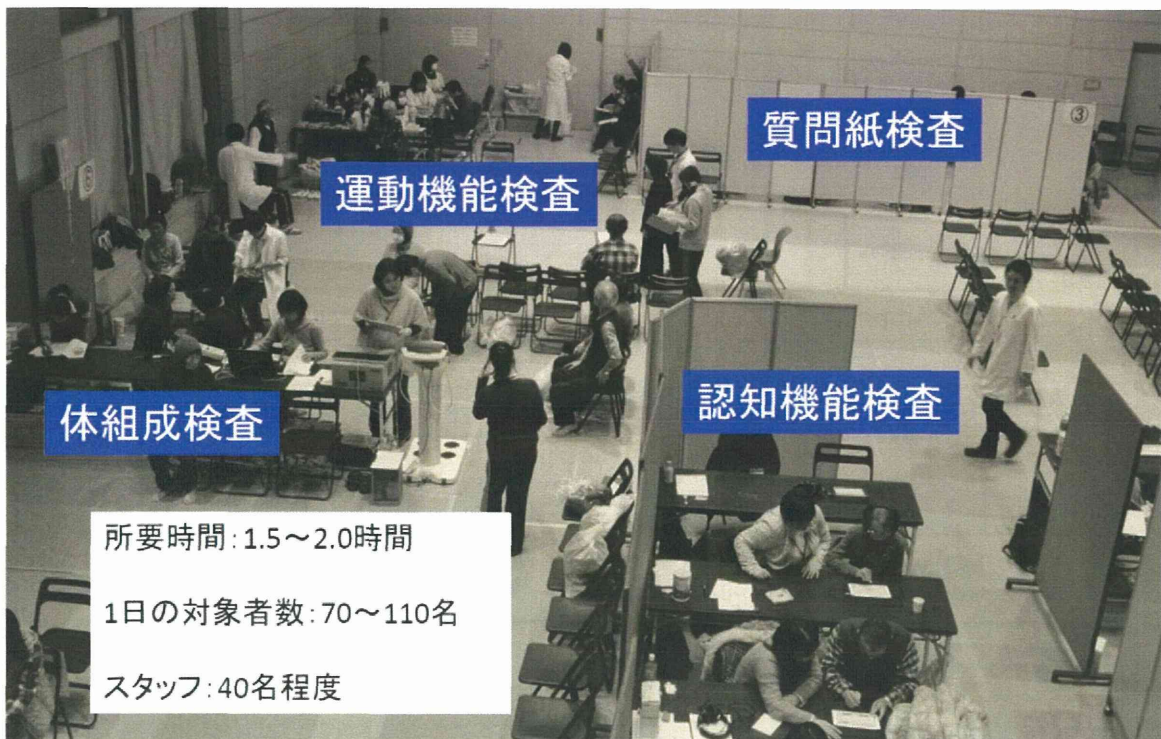 質問紙検査
③
運動機能検査
②
体組成検査
認知機能検査
所要時間:1.5～2.0時間
1日の対象者数:70～110名
スタッフ:40名程度